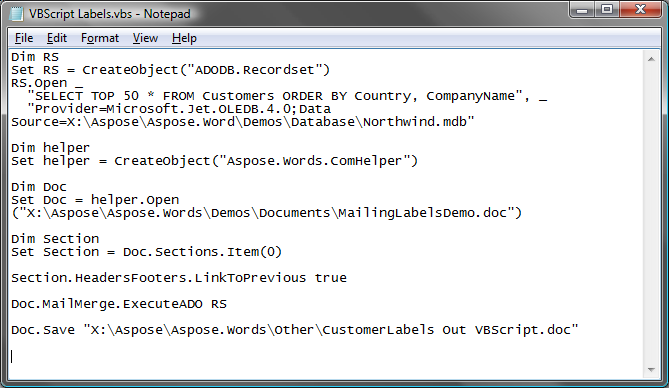 VBScript Labels.vbs - Notepad
File Edit Format View Help
Dim RS
Set RS = CreateObject("ADODB.Recordset")
RS.Open _
"SELECT TOP 50 * FROM Customers ORDER BY Country, CompanyName", _
"Provider=Microsoft.Jet.OLEDB.4.0;Data
Source=X:\Aspose\Aspose.Word\Demos\Database\Northwind.mdb"
Dim helper
Set helper = CreateObject("Aspose.Words.ComHelper")
Dim Doc
Set Doc = helper.Open
("X:\Aspose\Aspose.Words\Demos\Documents\MailingLabelsDemo.doc")
Dim Section
Set Section = Doc.Sections.Item(0)
Section.HeadersFooters.LinkToPrevious true
Doc.MailMerge.ExecuteADO RS
Doc.Save "X:\Aspose\Aspose.Words\Other\CustomerLabels Out VBScript.doc"